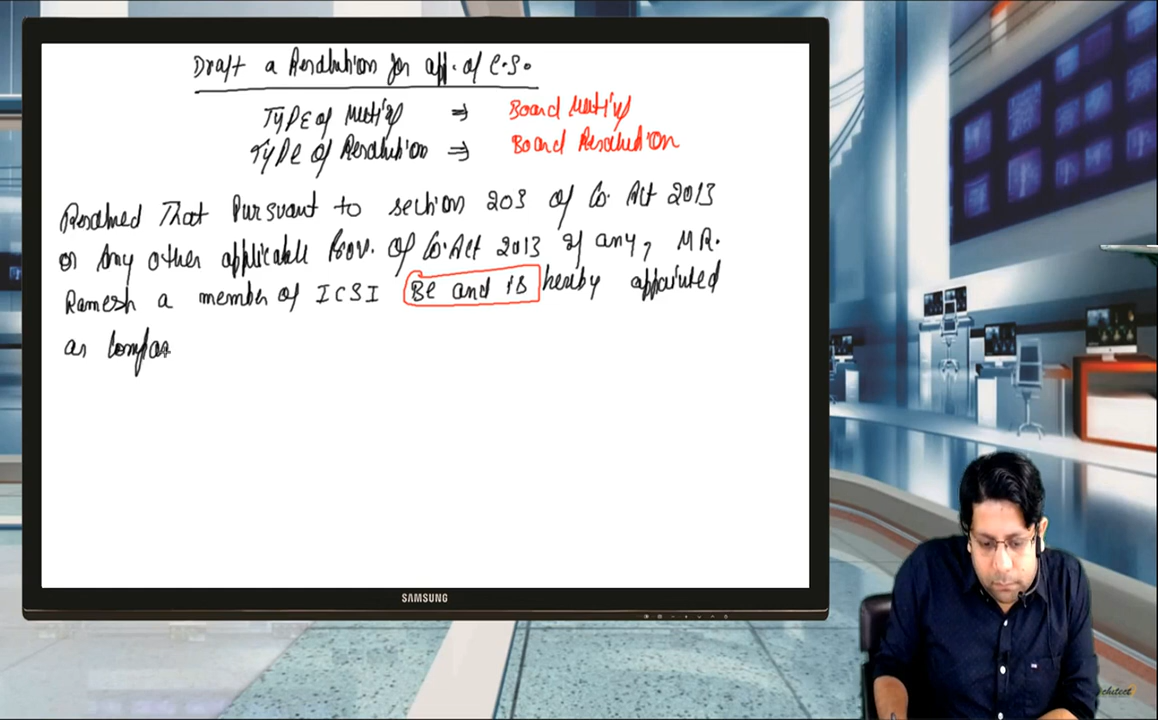 Draft a Resolution for app. of C.S.
TYPE of Meeting ⇒ Board Meeting
TYPE of Resolution ⇒ Board Resolution
Resolved That Pursuant to section 203 of Co. Act 2013
or Any other applicable Prov. of Co. Act 2013 if any, MR.
Ramesh a member of ICSI Be and is hereby appointed
as Compan
SAMSUNG
chitect